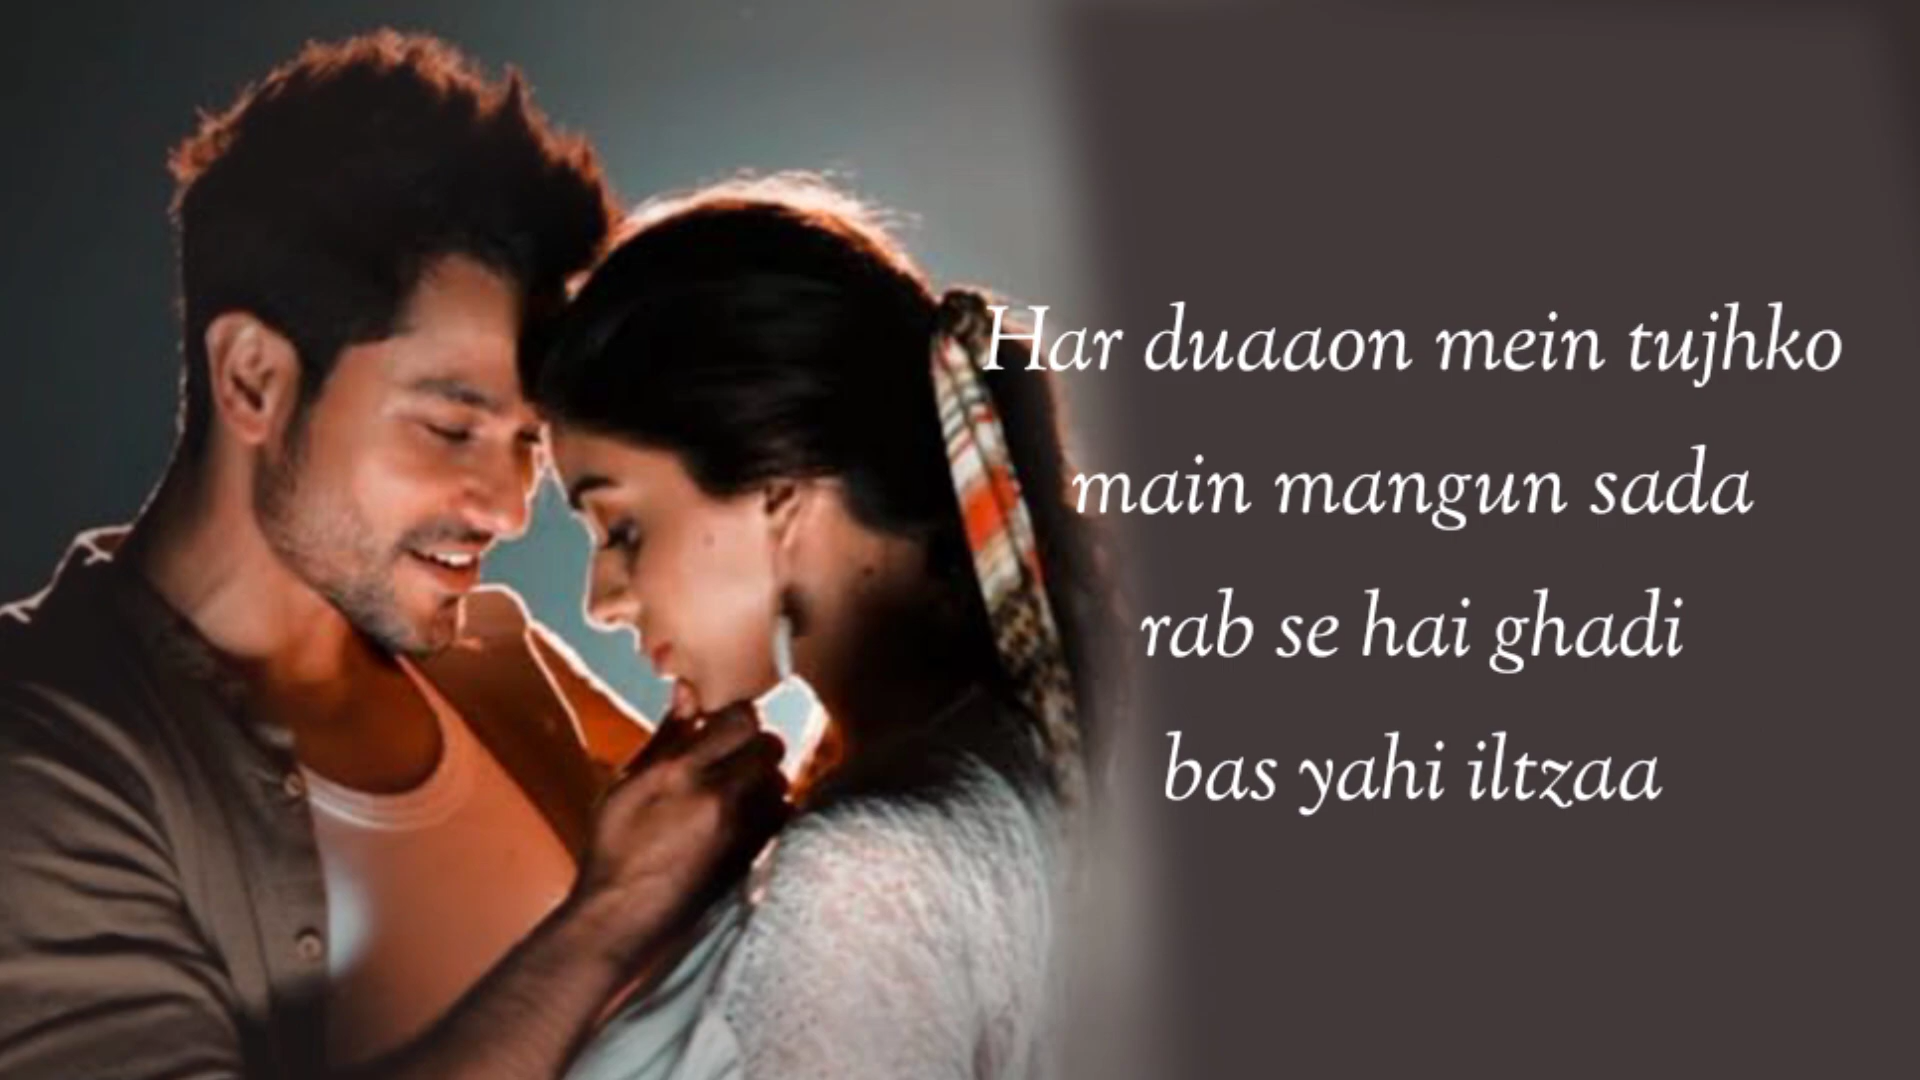 Har duaaon mein tujhko
main mangun sada
rab se hai ghadi
bas yahi iltzaa